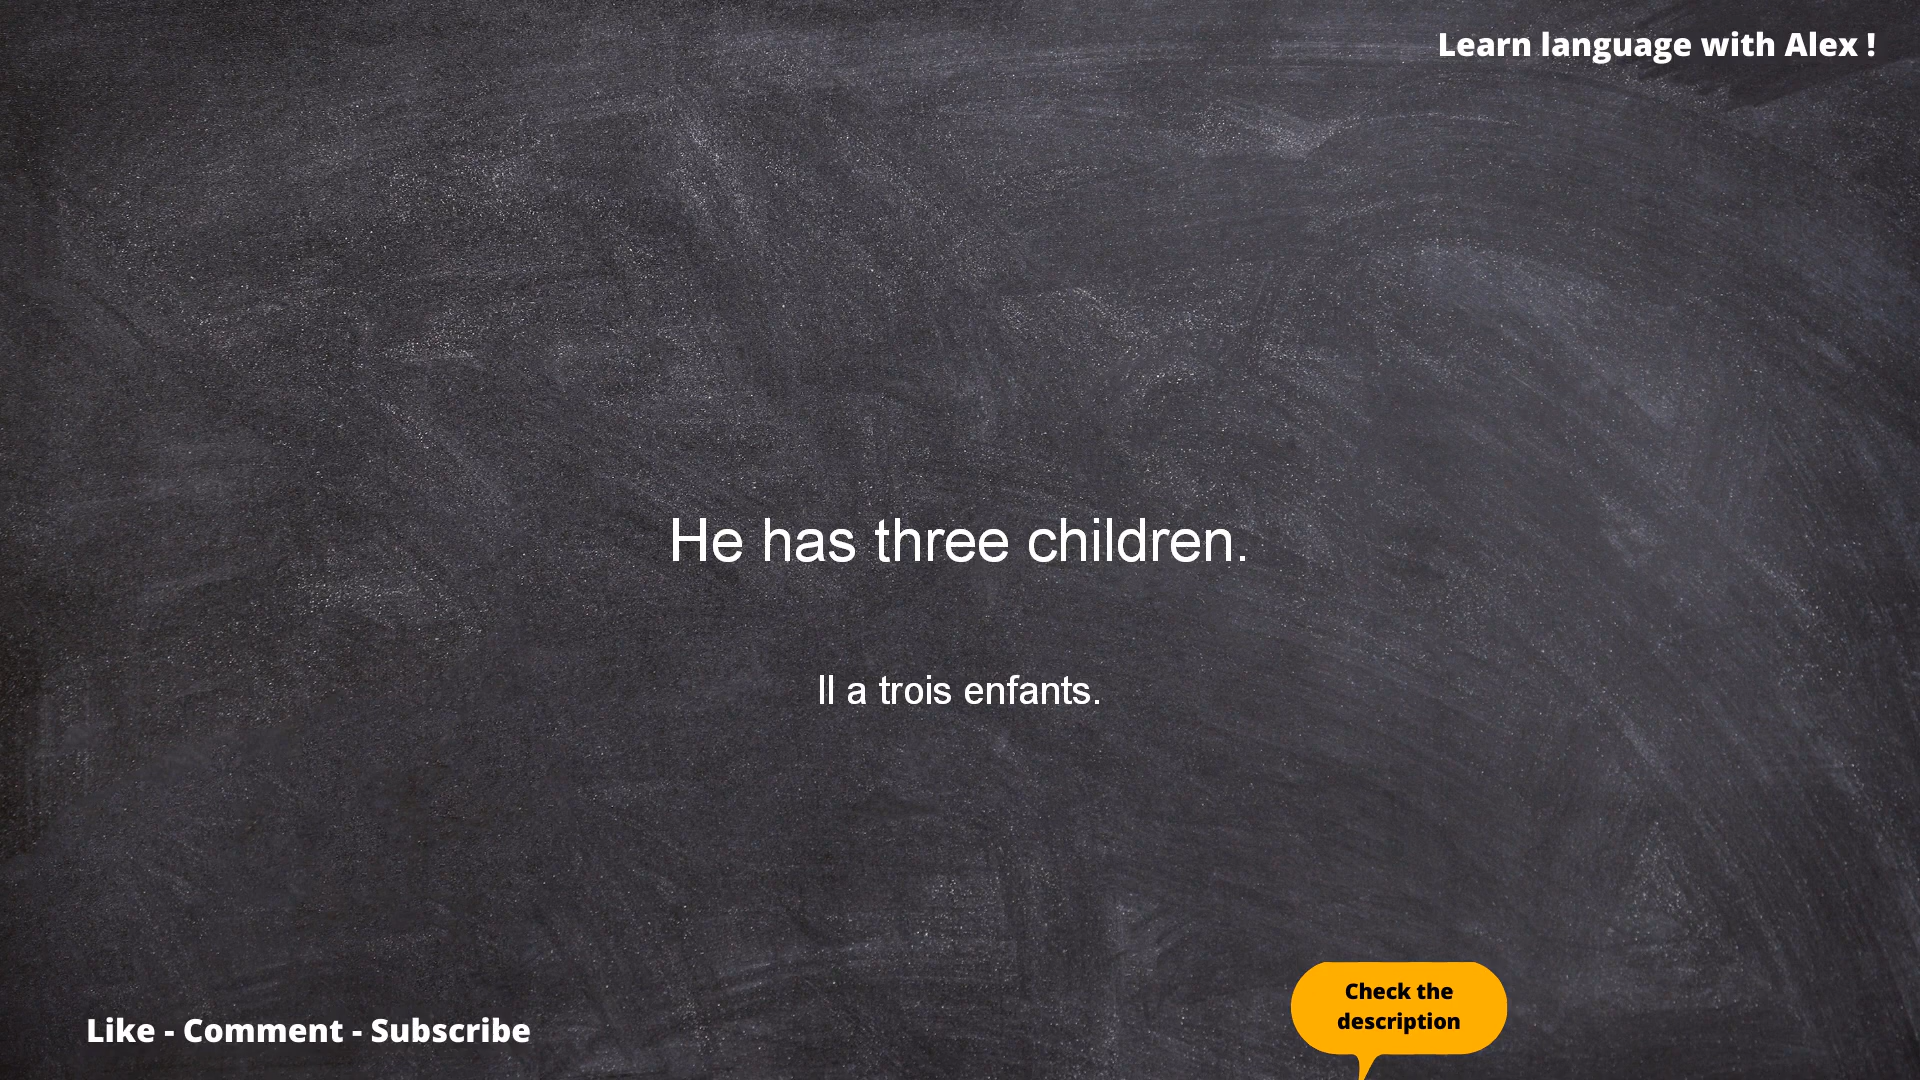 Learn language with Alex !
He has three children.
Il a trois enfants.
Check the
description
Like - Comment - Subscribe